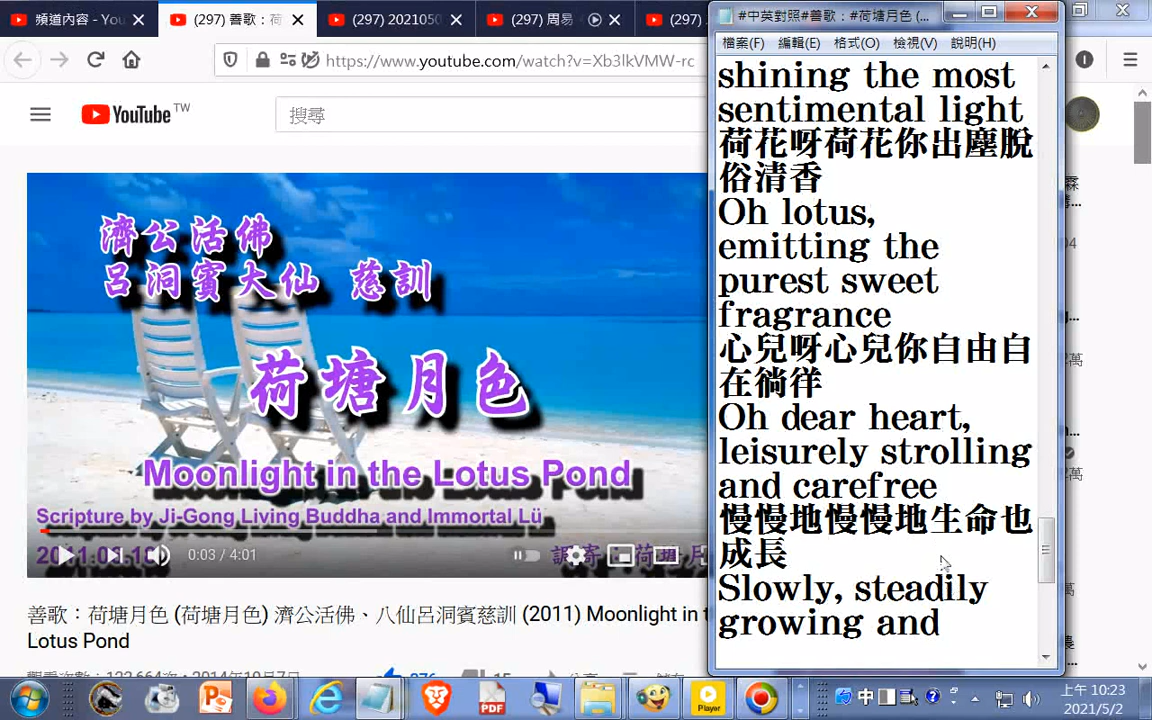 頻道內容 - You
(297) 善歌：荷
(297) 2021050
(297) 周易
(297)
#中英對照#善歌：#荷塘月色 (...
檔案(F) 編輯(E) 格式(O) 檢視(V) 說明(H)
https://www.youtube.com/watch?v=Xb3lkVMW-rc
YouTube TW
搜尋
濟公活佛
呂洞賓大仙 慈訓
荷塘月色
Moonlight in the Lotus Pond
Scripture by Ji-Gong Living Buddha and Immortal Lü
0:03 / 4:01
善歌：荷塘月色 (荷塘月色) 濟公活佛、八仙呂洞賓慈訓 (2011) Moonlight in t
Lotus Pond
shining the most
sentimental light
荷花呀荷花你出塵脫
俗清香
Oh lotus,
emitting the
purest sweet
fragrance
心兒呀心兒你自由自
在徜徉
Oh dear heart,
leisurely strolling
and carefree
慢慢地慢慢地生命也
成長
Slowly, steadily
growing and
PDF
Player
中
上午 10:23
2021/5/2